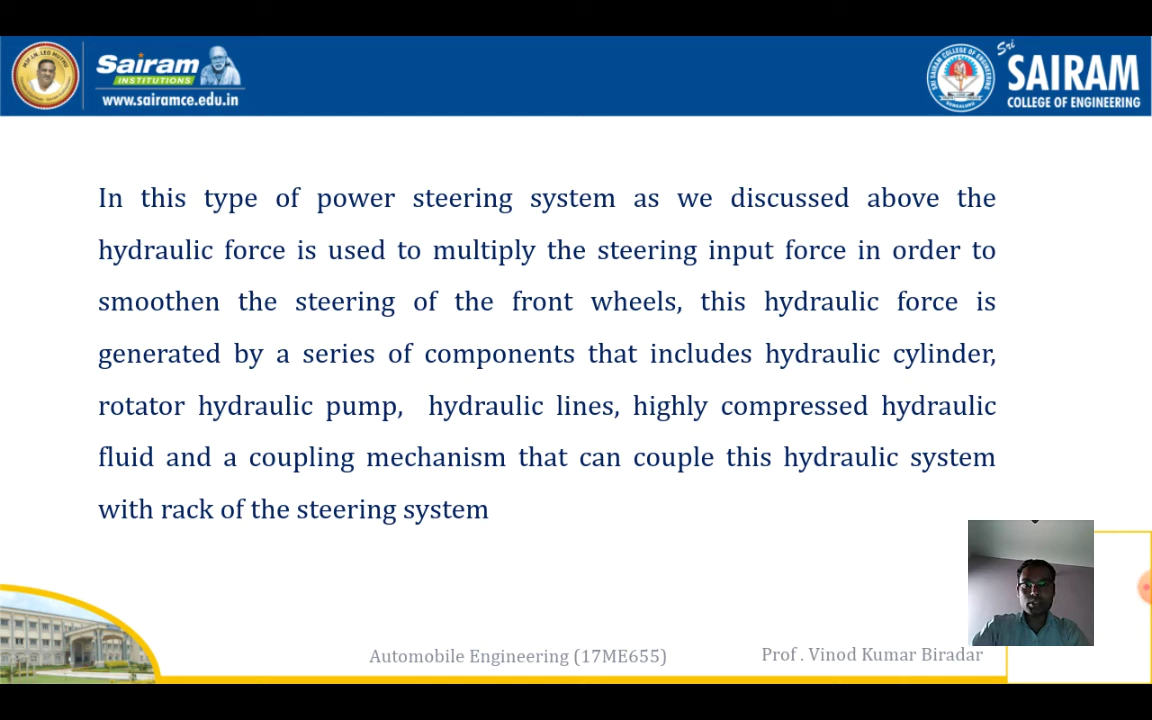 Sairam
INSTITUTIONS
www.sairamce.edu.in
Sri
SAIRAM
COLLEGE OF ENGINEERING
In this type of power steering system as we discussed above the
hydraulic force is used to multiply the steering input force in order to
smoothen the steering of the front wheels, this hydraulic force is
generated by a series of components that includes hydraulic cylinder,
rotator hydraulic pump, hydraulic lines, highly compressed hydraulic
fluid and a coupling mechanism that can couple this hydraulic system
with rack of the steering system
Automobile Engineering (17ME655)
Prof . Vinod Kumar Biradar